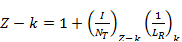 Z − k = 1 + (I/N_T)_{Z−k} (1/L_R)_k